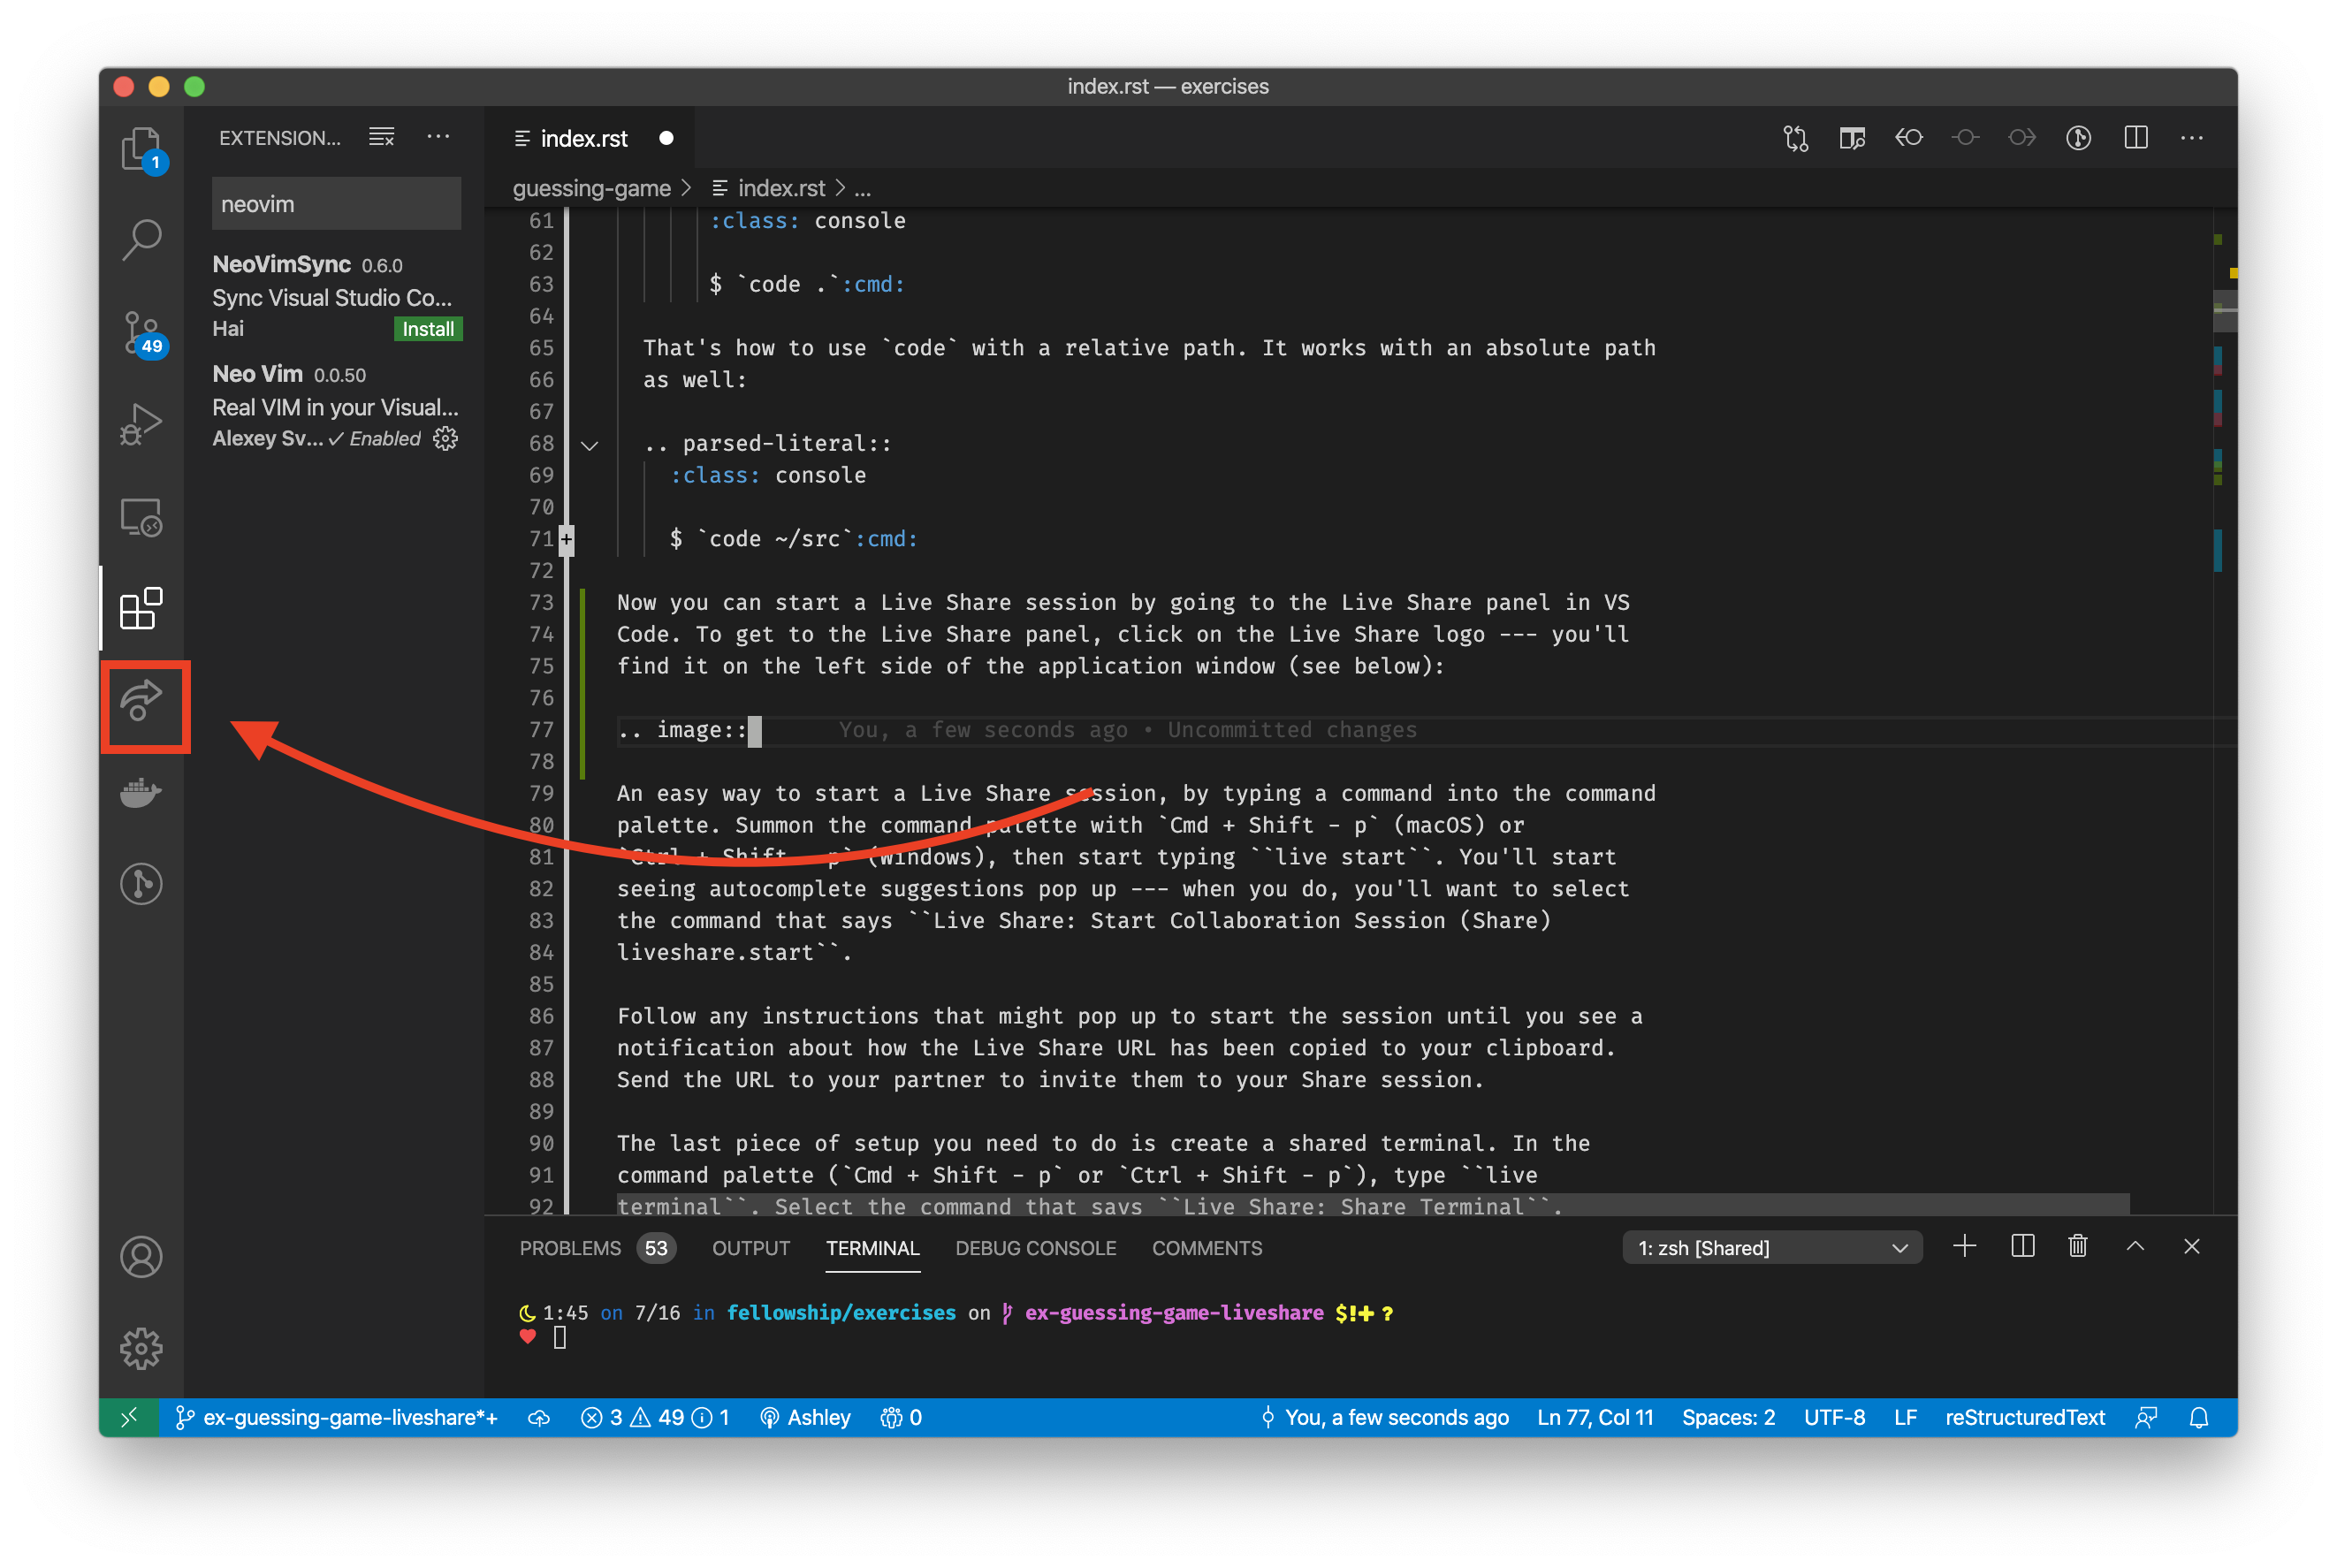 index.rst — exercises
1
EXTENSION...
index.rst
neovim
guessing-game > index.rst > ...
NeoVimSync 0.6.0
Sync Visual Studio Co...
Hai Install
49
Neo Vim 0.0.50
Real VIM in your Visual...
Alexey Sv... ✓ Enabled
61 :class: console
62
63 $ `code .`:cmd:
64
65 That's how to use `code` with a relative path. It works with an absolute path
66 as well:
67
68 .. parsed-literal::
69 :class: console
70
71 + $ `code ~/src`:cmd:
72
73 Now you can start a Live Share session by going to the Live Share panel in VS
74 Code. To get to the Live Share panel, click on the Live Share logo --- you'll
75 find it on the left side of the application window (see below):
76
77 .. image:: You, a few seconds ago • Uncommitted changes
78
79 An easy way to start a Live Share session, by typing a command into the command
80 palette. Summon the command palette with `Cmd + Shift - p` (macOS) or
81 `Ctrl + Shift - p` (Windows), then start typing ``live start``. You'll start
82 seeing autocomplete suggestions pop up --- when you do, you'll want to select
83 the command that says ``Live Share: Start Collaboration Session (Share)
84 liveshare.start``.
85
86 Follow any instructions that might pop up to start the session until you see a
87 notification about how the Live Share URL has been copied to your clipboard.
88 Send the URL to your partner to invite them to your Share session.
89
90 The last piece of setup you need to do is create a shared terminal. In the
91 command palette (`Cmd + Shift - p` or `Ctrl + Shift - p`), type ``live
92 terminal``. Select the command that says ``Live Share: Share Terminal``.
PROBLEMS 53 OUTPUT TERMINAL DEBUG CONSOLE COMMENTS 1: zsh [Shared]
1:45 on 7/16 in fellowship/exercises on ex-guessing-game-liveshare $!+ ?
ex-guessing-game-liveshare*+ 3 49 1 Ashley 0 You, a few seconds ago Ln 77, Col 11 Spaces: 2 UTF-8 LF reStructuredText